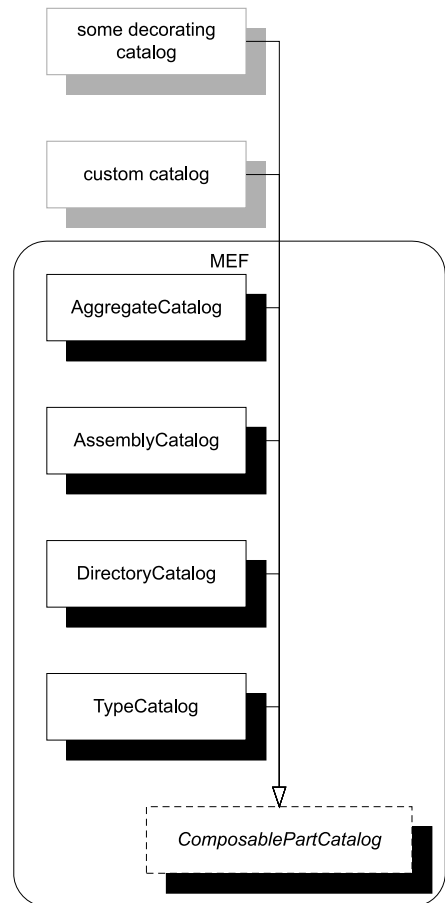 some decorating
catalog
custom catalog
MEF
AggregateCatalog
AssemblyCatalog
DirectoryCatalog
TypeCatalog
ComposablePartCatalog